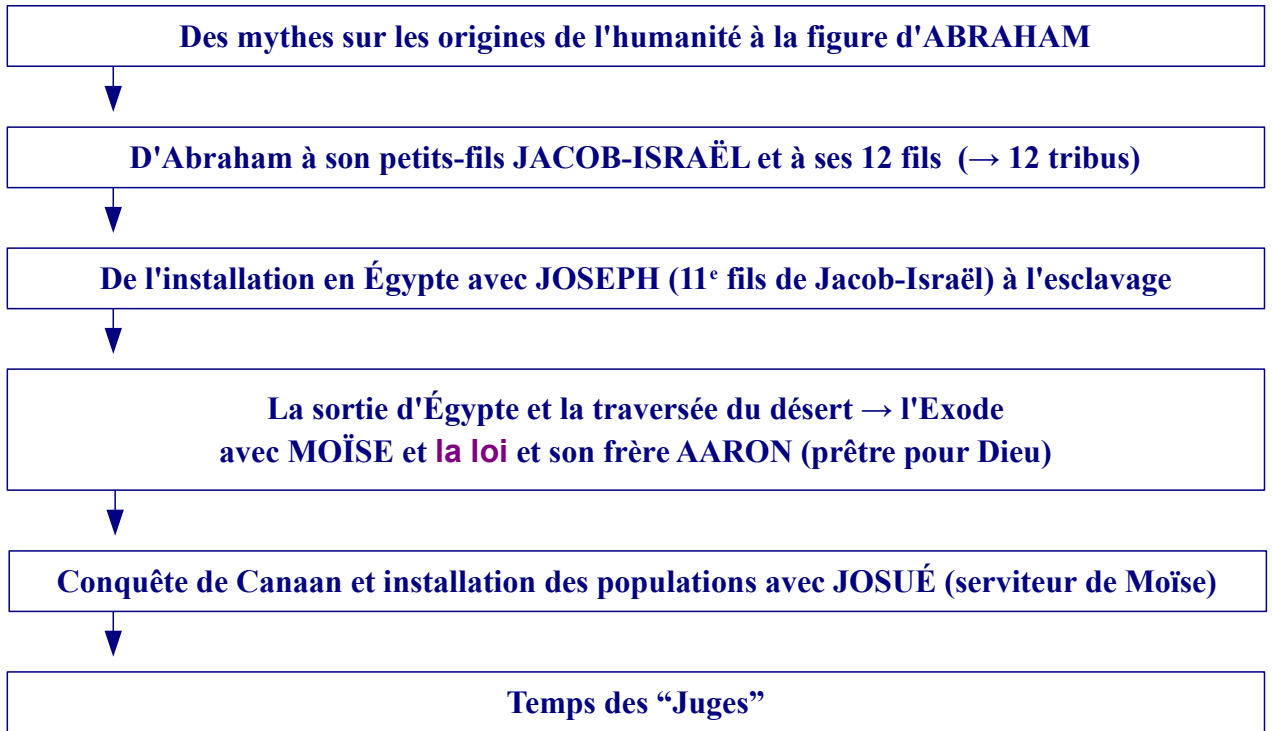 Des mythes sur les origines de l'humanité à la figure d'ABRAHAM
D'Abraham à son petits-fils JACOB-ISRAËL et à ses 12 fils (→ 12 tribus)
De l'installation en Égypte avec JOSEPH (11e fils de Jacob-Israël) à l'esclavage
La sortie d'Égypte et la traversée du désert → l'Exode
avec MOÏSE et la loi et son frère AARON (prêtre pour Dieu)
Conquête de Canaan et installation des populations avec JOSUÉ (serviteur de Moïse)
Temps des “Juges”